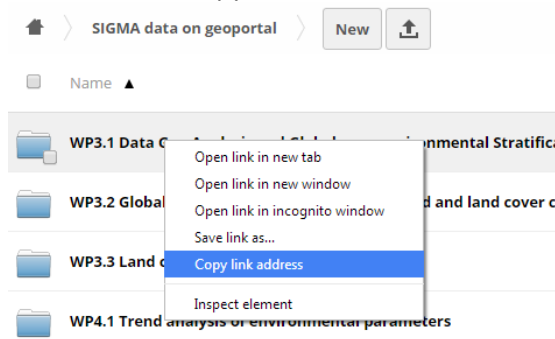 SIGMA data on geoportal
New
Name ▲
WP3.1 Data
onmental Stratific
Open link in new tab
Open link in new window
WP3.2 Global
d and land cover c
Open link in incognito window
Save link as...
WP3.3 Land
Copy link address
Inspect element
WP4.1 Trend analysis of environmental parameters